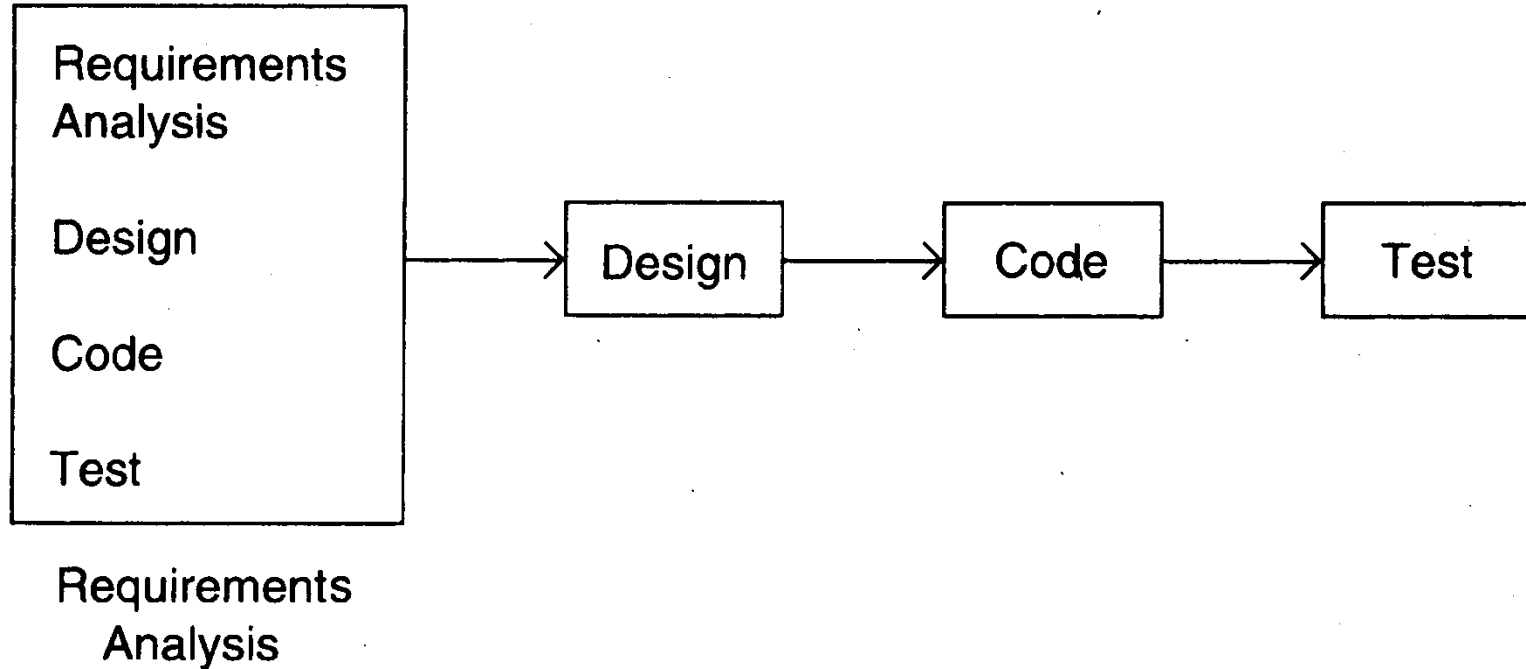 Requirements
Analysis
Design
Code
Test
Requirements
Analysis
Design
Code
Test